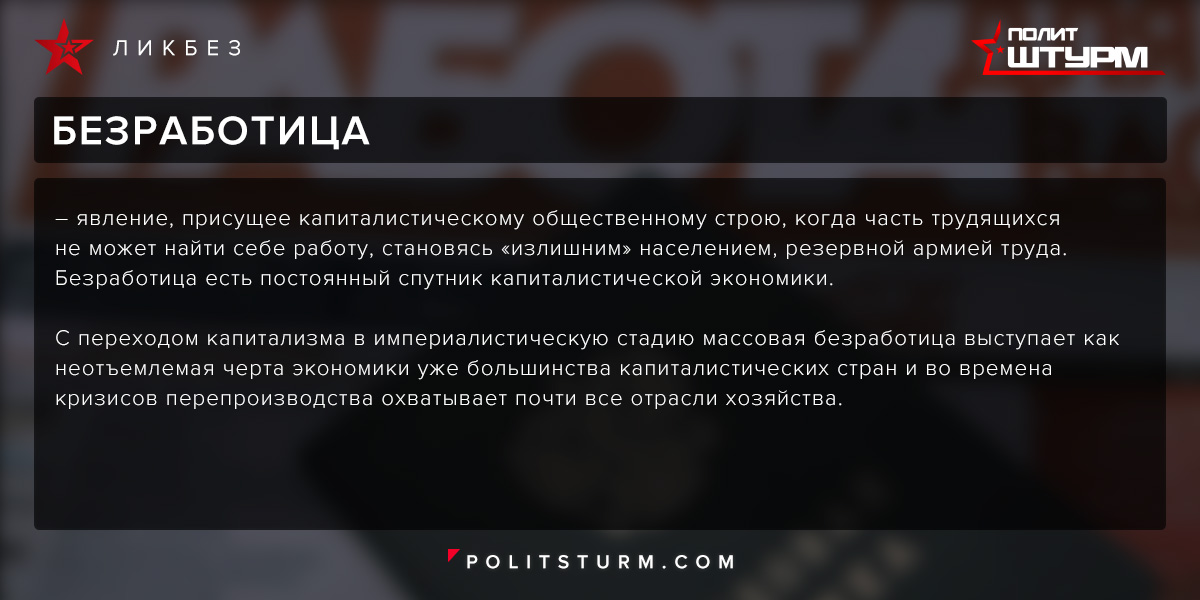 ЛИКБЕЗ
ПОЛИТ
ШТУРМ
БЕЗРАБОТИЦА
– явление, присущее капиталистическому общественному строю, когда часть трудящихся
не может найти себе работу, становясь «излишним» населением, резервной армией труда.
Безработица есть постоянный спутник капиталистической экономики.
С переходом капитализма в империалистическую стадию массовая безработица выступает как
неотъемлемая черта экономики уже большинства капиталистических стран и во времена
кризисов перепроизводства охватывает почти все отрасли хозяйства.
POLITSTURM.COM